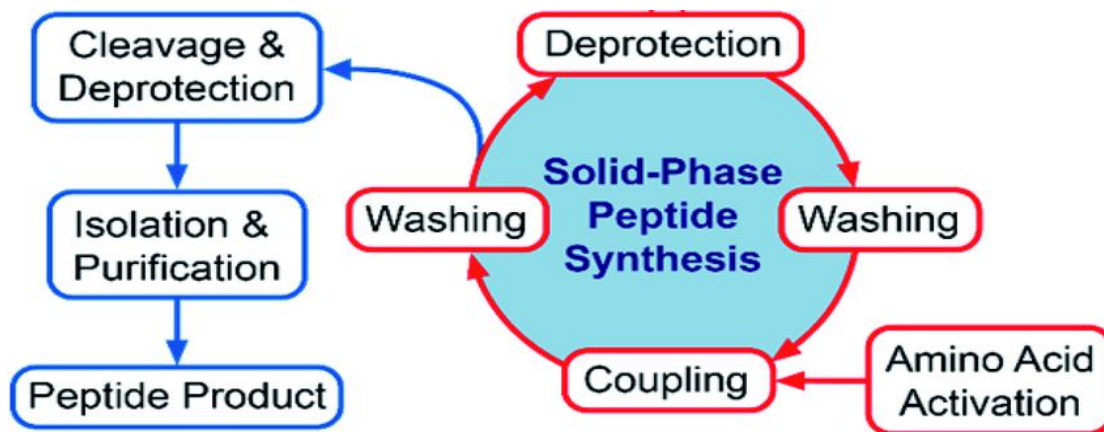 Cleavage &
Deprotection
Isolation &
Purification
Peptide Product
Deprotection
Washing
Coupling
Washing
Amino Acid
Activation
Solid-Phase
Peptide
Synthesis